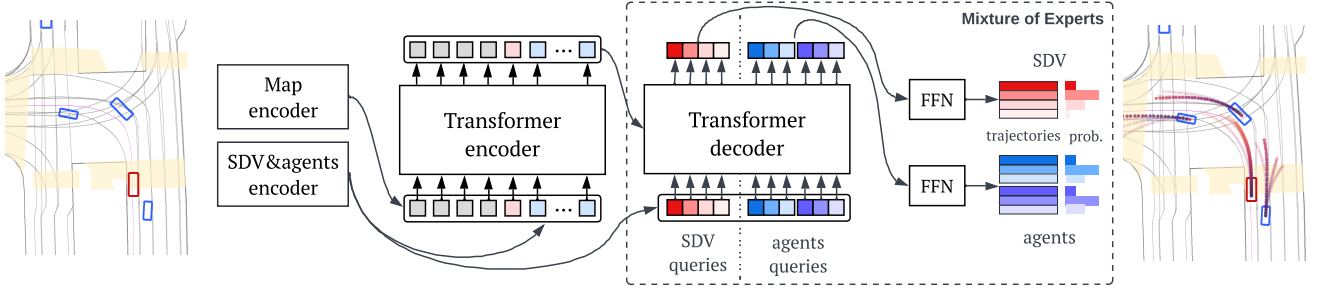 Map
encoder
SDV&agents
encoder
...
Transformer
encoder
...
Mixture of Experts
Transformer
decoder
SDV
queries
agents
queries
FFN
FFN
SDV
trajectories prob.
agents